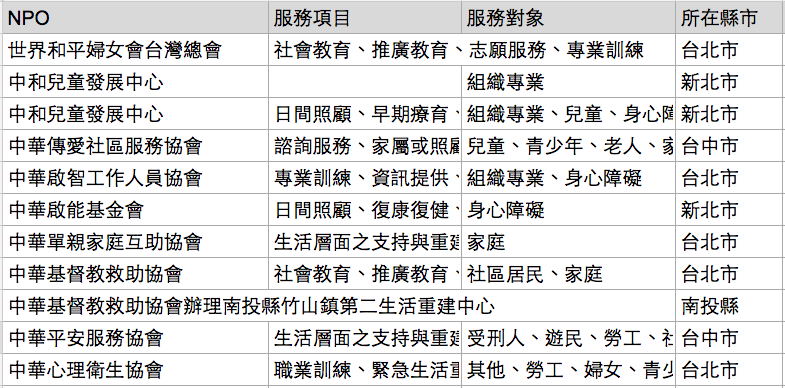 NPO 服務項目 服務對象 所在縣市
世界和平婦女會台灣總會 社會教育、推廣教育、志願服務、專業訓練 台北市
中和兒童發展中心 組織專業 新北市
中和兒童發展中心 日間照顧、早期療育、 組織專業、兒童、身心障 新北市
中華傳愛社區服務協會 諮詢服務、家屬或照顧 兒童、青少年、老人、家 台中市
中華啟智工作人員協會 專業訓練、資訊提供、 組織專業、身心障礙 台北市
中華啟能基金會 日間照顧、復康復健、 身心障礙 新北市
中華單親家庭互助協會 生活層面之支持與重建 家庭 台北市
中華基督教救助協會 社會教育、推廣教育、 社區居民、家庭 台北市
中華基督教救助協會辦理南投縣竹山鎮第二生活重建中心 南投縣
中華平安服務協會 生活層面之支持與重建 受刑人、遊民、勞工、社 台中市
中華心理衛生協會 職業訓練、緊急生活重 其他、勞工、婦女、青少 台北市